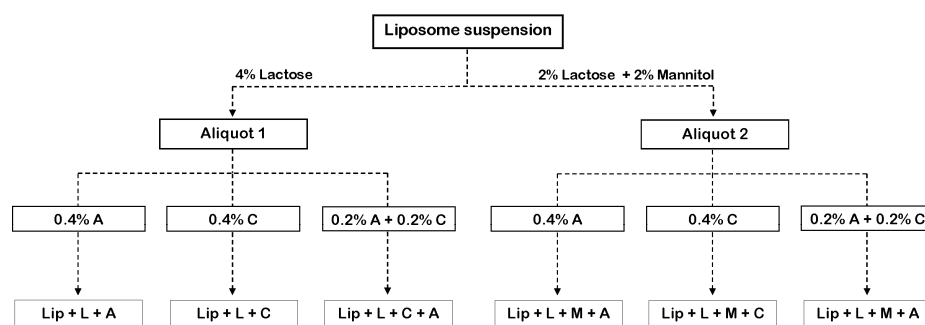 Liposome suspension
4% Lactose
2% Lactose + 2% Mannitol
Aliquot 1
Aliquot 2
0.4% A
0.4% C
0.2% A + 0.2% C
0.4% A
0.4% C
0.2% A + 0.2% C
Lip + L + A
Lip + L + C
Lip + L + C + A
Lip + L + M + A
Lip + L + M + C
Lip + L + M + A